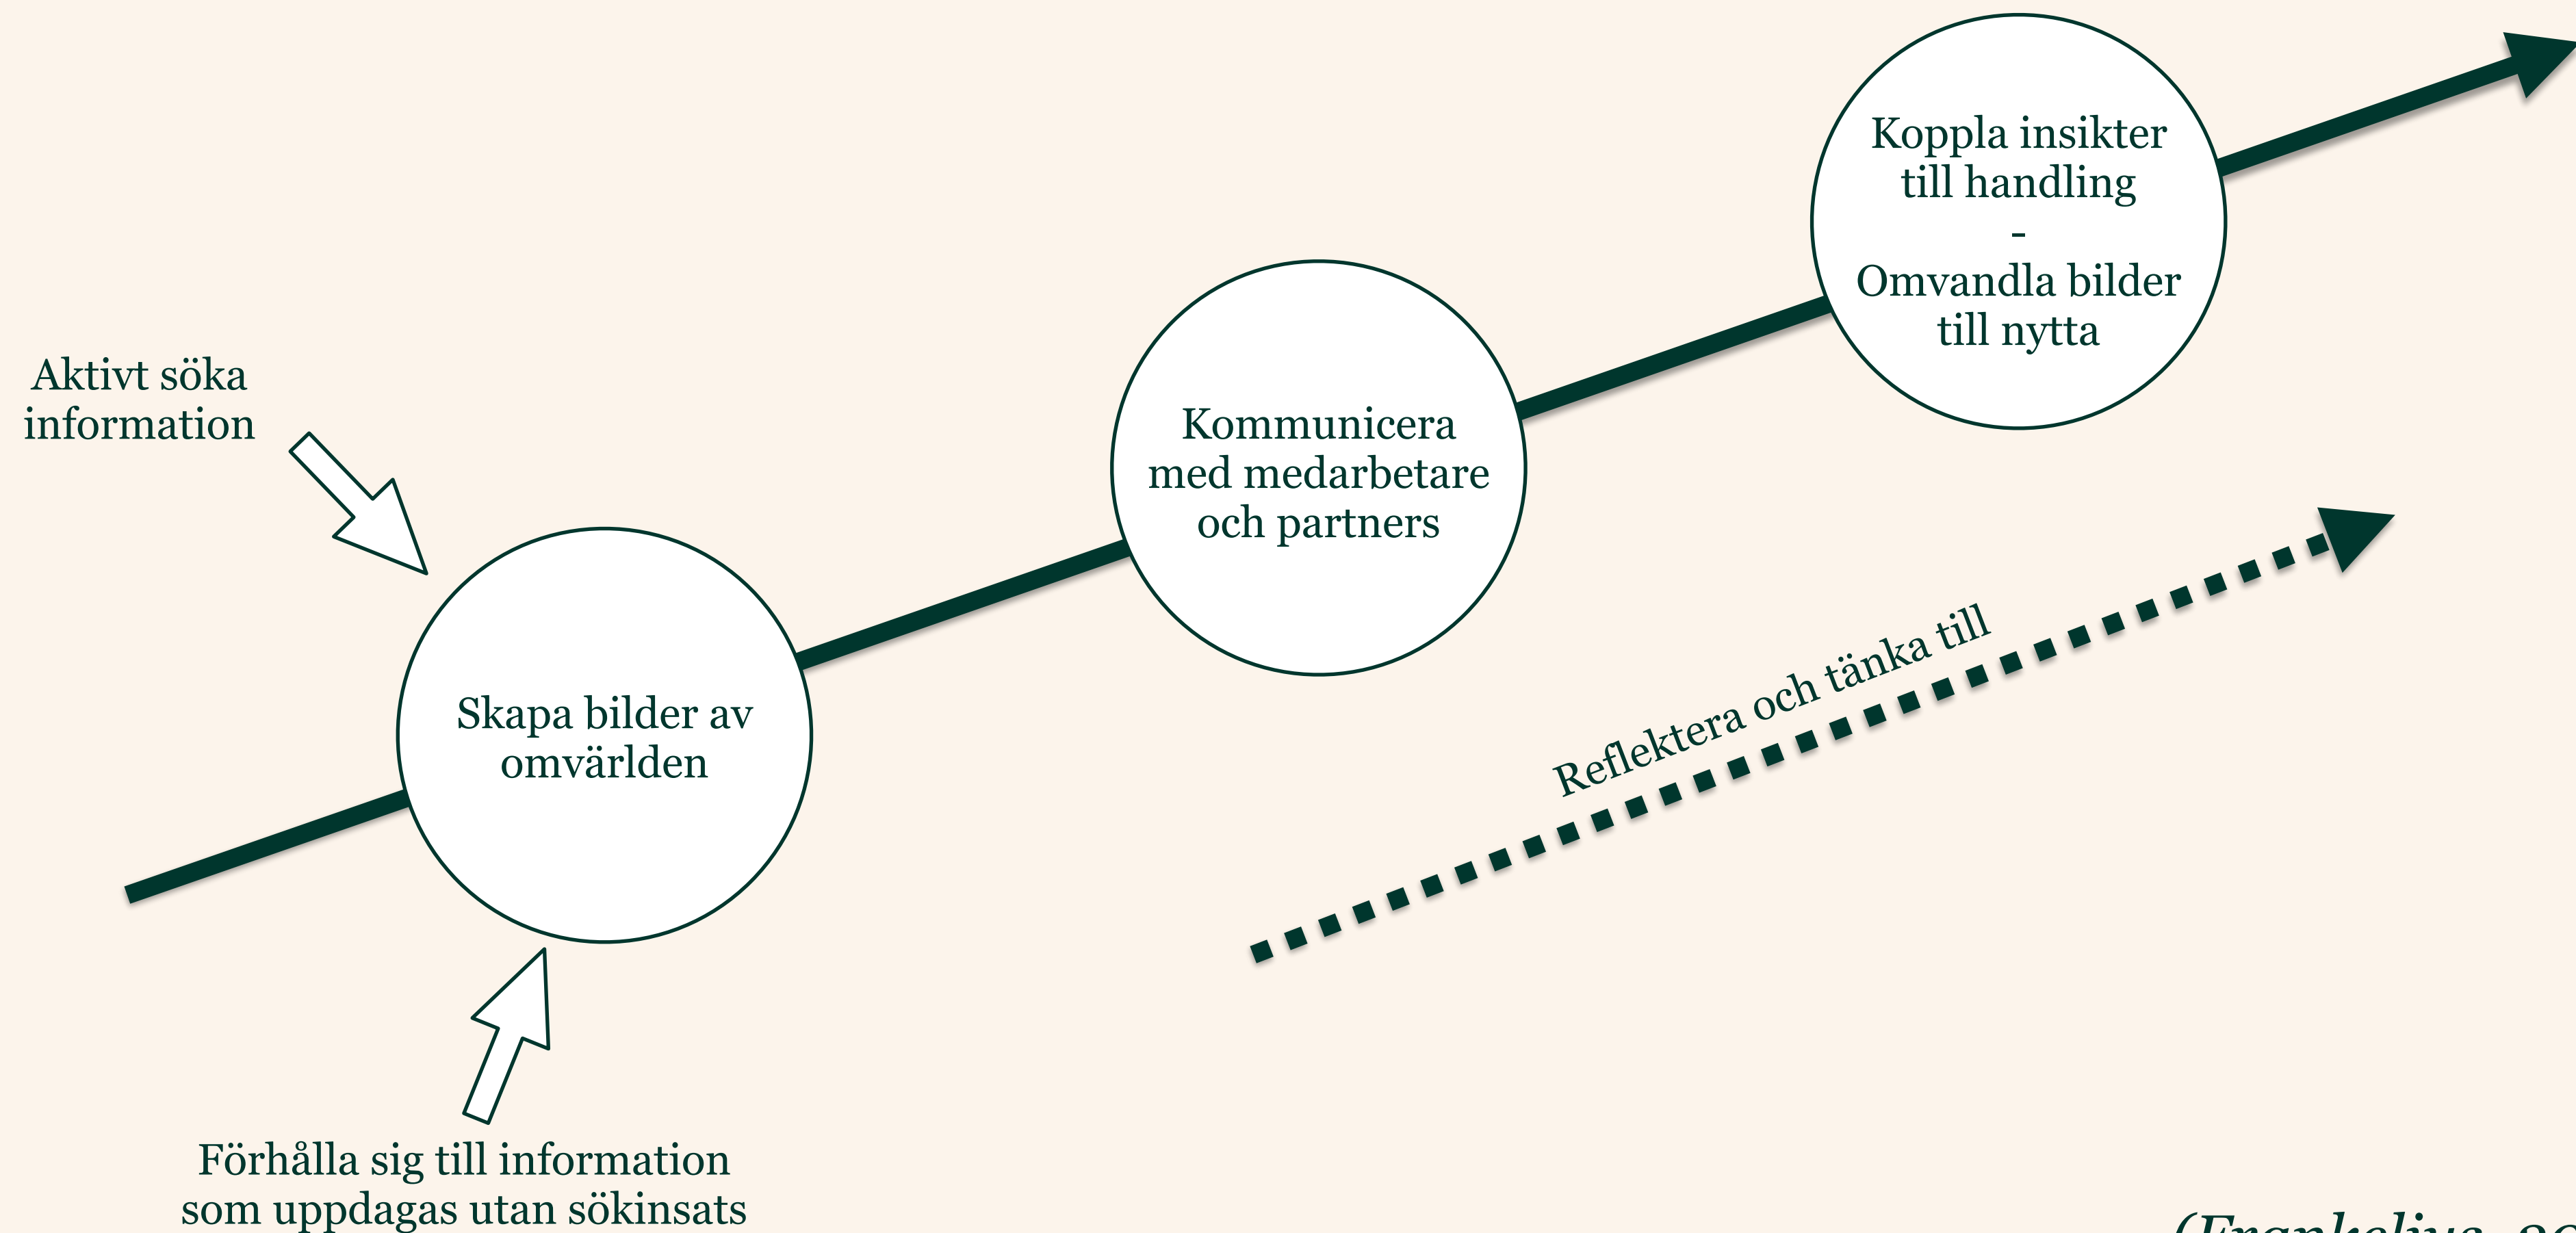 Koppla insikter
till handling
-
Omvandla bilder
till nytta
Aktivt söka
information
Kommunicera
med medarbetare
och partners
Reflektera och tänka till
Skapa bilder av
omvärlden
Förhålla sig till information
som uppdagas utan sökinsats